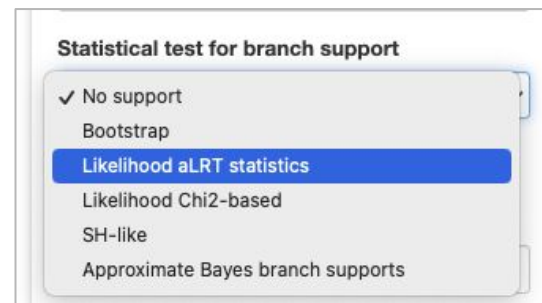 Statistical test for branch support
✓ No support
Bootstrap
Likelihood aLRT statistics
Likelihood Chi2-based
SH-like
Approximate Bayes branch supports